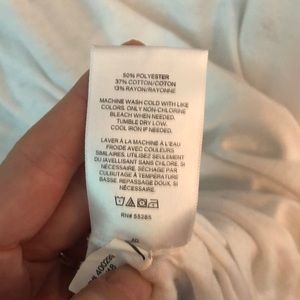 50% POLYESTER
37% COTTON/COTON
13% RAYON/RAYONNE
MACHINE WASH COLD WITH LIKE
COLORS. ONLY NON-CHLORINE
BLEACH WHEN NEEDED.
TUMBLE DRY LOW.
COOL IRON IF NEEDED.
LAVER À LA MACHINE À L'EAU
FROID AVEC COULEURS
SIMILAIRES. UTILISEZ SEULEMENT
DU JAVELLISANT SANS CHLORE. SI
NÉCESSAIRE. SÉCHAGE PAR
CULBUTAGE À TEMPÉRATURE
BASSE. REPASSAGE DOUX, SI
NÉCESSAIRE.
RN# 55285